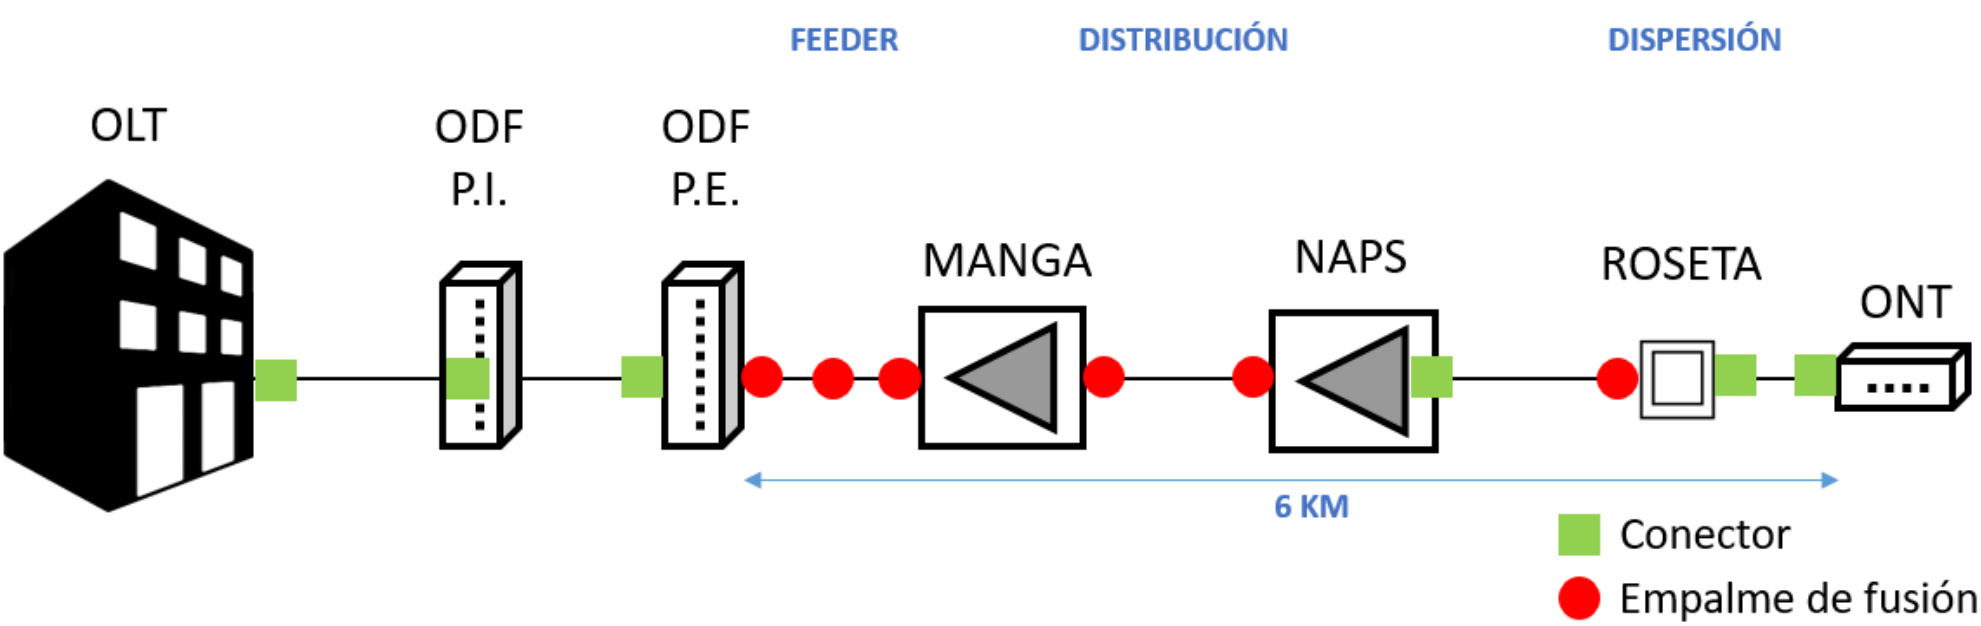 FEEDER
DISTRIBUCIÓN
DISPERSIÓN
OLT
ODF
P.I.
ODF
P.E.
MANGA
NAPS
ROSETA
ONT
6 KM
Conector
Empalme de fusión